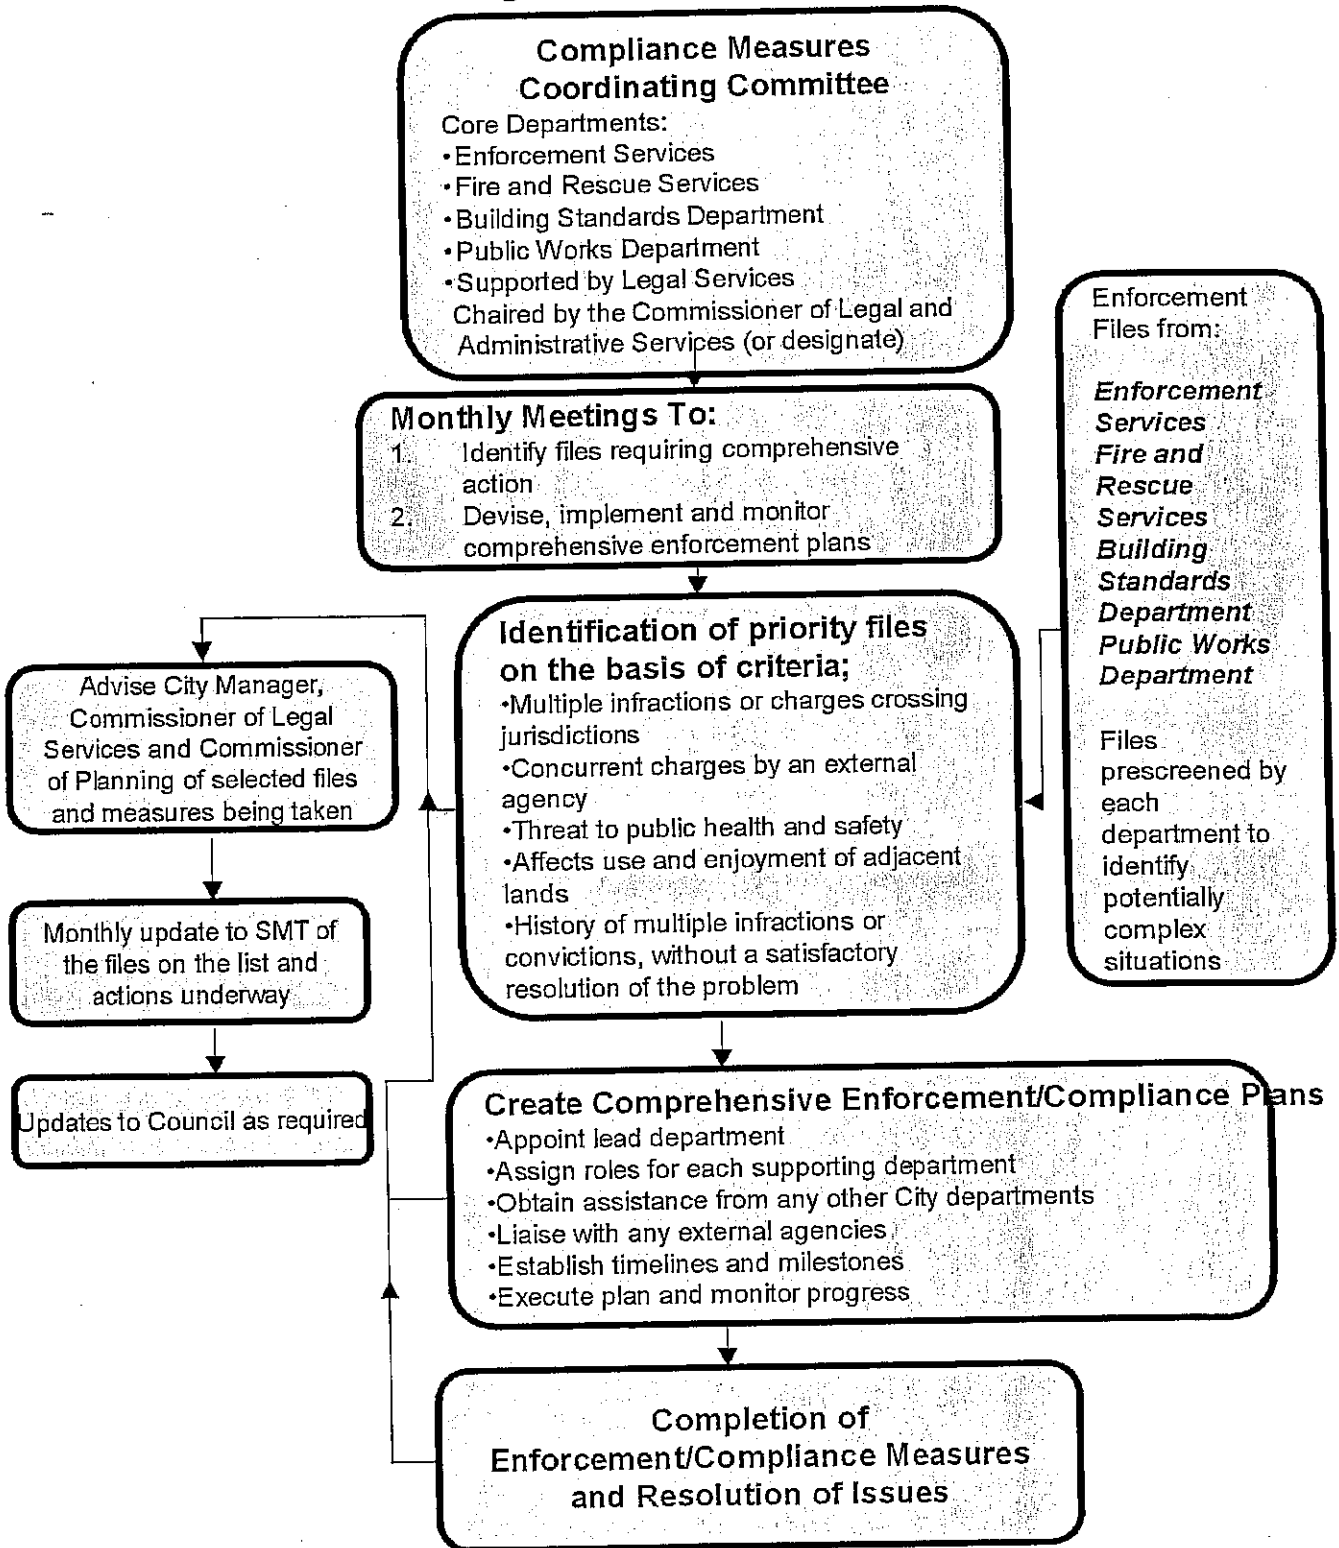 Compliance Measures
Coordinating Committee
Core Departments:
•Enforcement Services
•Fire and Rescue Services
•Building Standards Department
•Public Works Department
•Supported by Legal Services
Chaired by the Commissioner of Legal and
Administrative Services (or designate)
Monthly Meetings To:
1. Identify files requiring comprehensive
action
2. Devise, implement and monitor
comprehensive enforcement plans
Enforcement
Files from:
Enforcement
Services
Fire and
Rescue
Services
Building
Standards
Department
Public Works
Department
Files
prescreened by
each
department to
identify
potentially
complex
situations
Identification of priority files
on the basis of criteria;
•Multiple infractions or charges crossing
jurisdictions
•Concurrent charges by an external
agency
•Threat to public health and safety
•Affects use and enjoyment of adjacent
lands
•History of multiple infractions or
convictions, without a satisfactory
resolution of the problem
Advise City Manager,
Commissioner of Legal
Services and Commissioner
of Planning of selected files
and measures being taken
Monthly update to SMT of
the files on the list and
actions underway
Updates to Council as required
Create Comprehensive Enforcement/Compliance Plans
•Appoint lead department
•Assign roles for each supporting department
•Obtain assistance from any other City departments
•Liaise with any external agencies
•Establish timelines and milestones
•Execute plan and monitor progress
Completion of
Enforcement/Compliance Measures
and Resolution of Issues